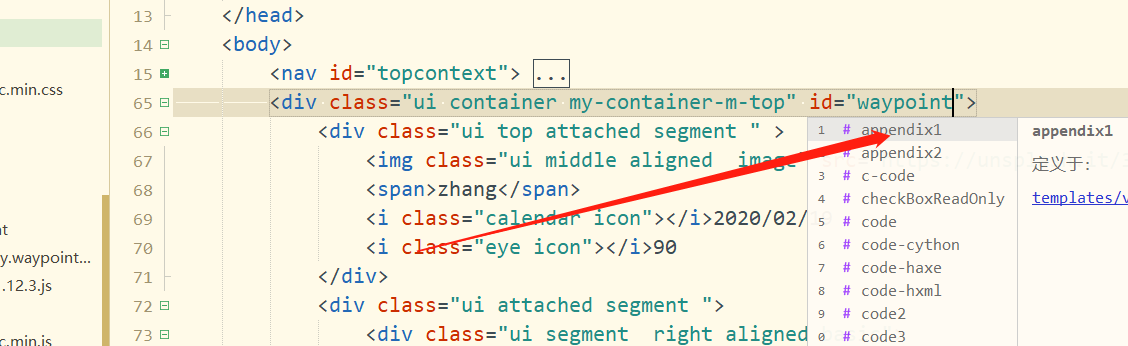 13 </head>
14 <body>
15 <nav id="topcontext"> ...
c.min.css
65 <div class="ui container my-container-m-top" id="waypoint">
66 <div class="ui top attached segment " >
1 # appendix1
appendix1
67 <img class="ui middle aligned image
2 # appendix2
定义于：
68 <span>zhang</span>
3 # c-code
4 # checkBoxReadOnly
templates/v
69 <i class="calendar icon"></i>2020/02/
5 # code
nt
70 <i class="eye icon"></i>90
6 # code-cython
y.waypoint...
71 </div>
7 # code-haxe
.12.3.js
8 # code-hxml
72 <div class="ui attached segment ">
9 # code2
73 <div class="ui segment right aligned
0 # code3
c.min.js